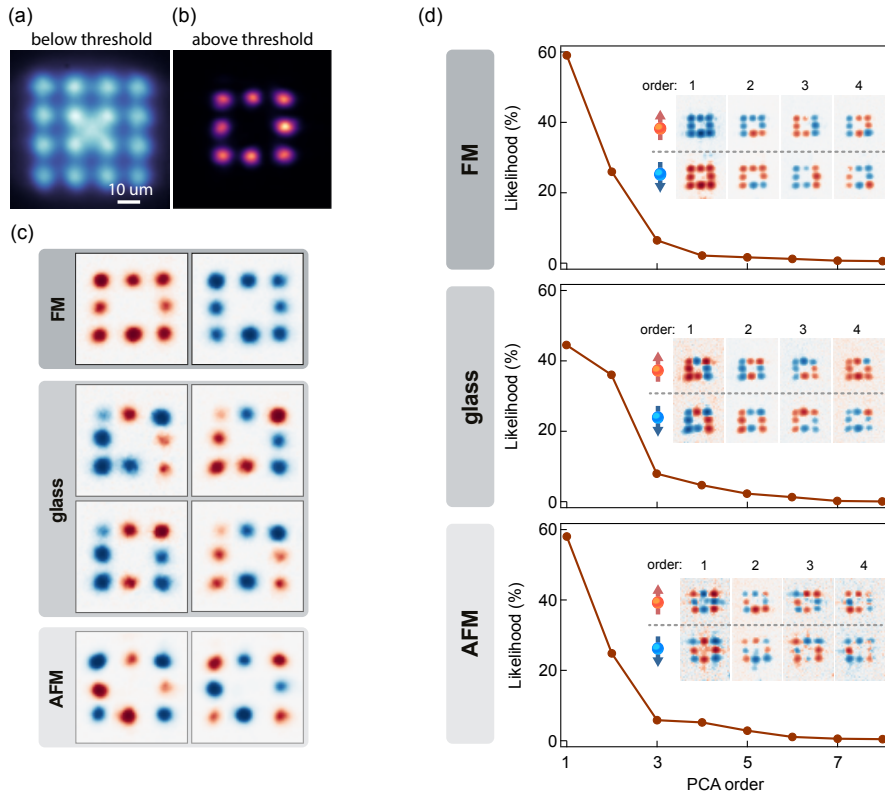 (a)
below threshold
10 um
(b)
above threshold
(c)
FM
glass
AFM
(d)
FM
Likelihood (%)
60
40
20
0
order: 1 2 3 4
glass
Likelihood (%)
60
40
20
0
order: 1 2 3 4
AFM
Likelihood (%)
60
40
20
0
order: 1 2 3 4
1 3 5 7
PCA order